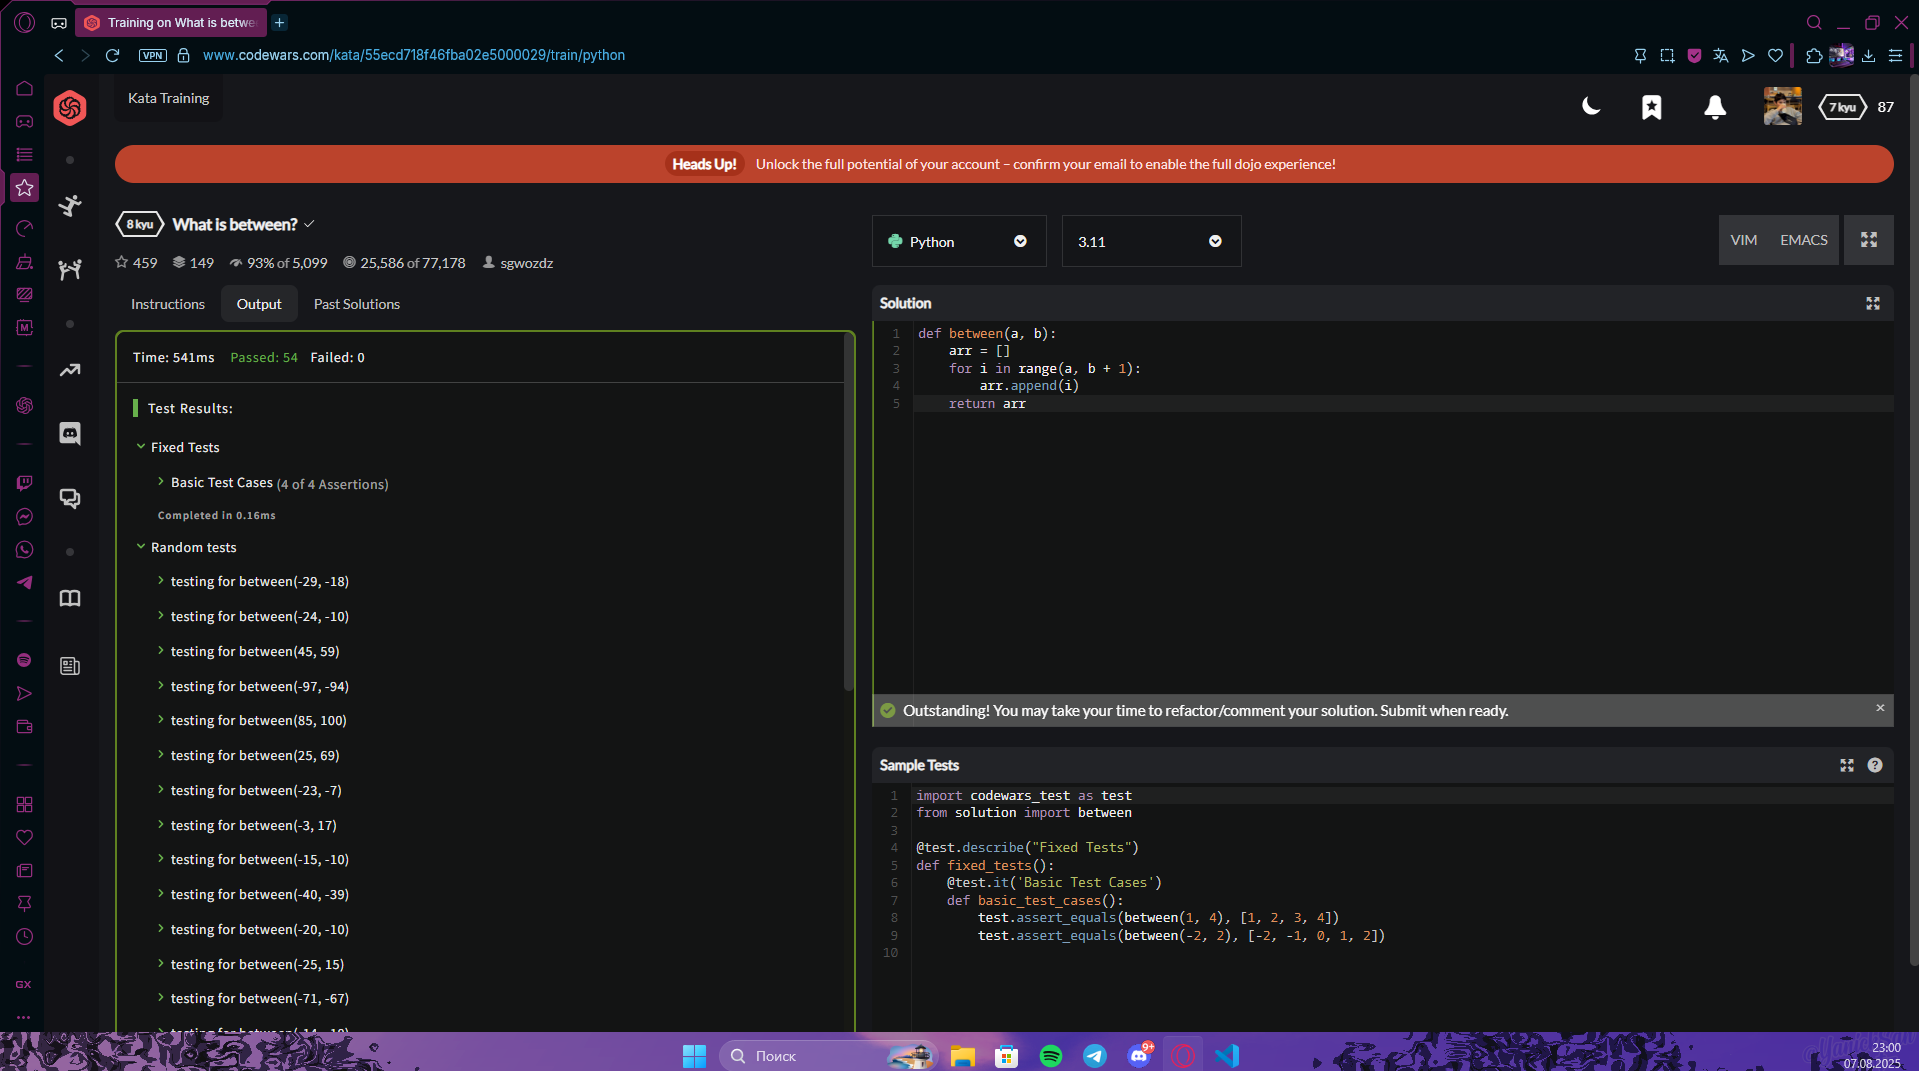 Training on What is betwe
VPN
www.codewars.com/kata/55ecd718f46fba02e5000029/train/python
Kata Training
7 kyu
87
Heads Up!
Unlock the full potential of your account – confirm your email to enable the full dojo experience!
8 kyu
What is between?
459
149
93% of 5,099
25,586 of 77,178
sgwozdz
Instructions
Output
Past Solutions
Time: 541ms
Passed: 54
Failed: 0
Test Results:
Fixed Tests
Basic Test Cases (4 of 4 Assertions)
Completed in 0.16ms
Random tests
testing for between(-29, -18)
testing for between(-24, -10)
testing for between(45, 59)
testing for between(-97, -94)
testing for between(85, 100)
testing for between(25, 69)
testing for between(-23, -7)
testing for between(-3, 17)
testing for between(-15, -10)
testing for between(-40, -39)
testing for between(-20, -10)
testing for between(-25, 15)
testing for between(-71, -67)
Python
3.11
VIM
EMACS
Solution
1 def between(a, b):
2 arr = []
3 for i in range(a, b + 1):
4 arr.append(i)
5 return arr
Outstanding! You may take your time to refactor/comment your solution. Submit when ready.
Sample Tests
1 import codewars_test as test
2 from solution import between
3
4 @test.describe("Fixed Tests")
5 def fixed_tests():
6 @test.it('Basic Test Cases')
7 def basic_test_cases():
8 test.assert_equals(between(1, 4), [1, 2, 3, 4])
9 test.assert_equals(between(-2, 2), [-2, -1, 0, 1, 2])
10
GX
Поиск
9+
23:00
07.08.2025